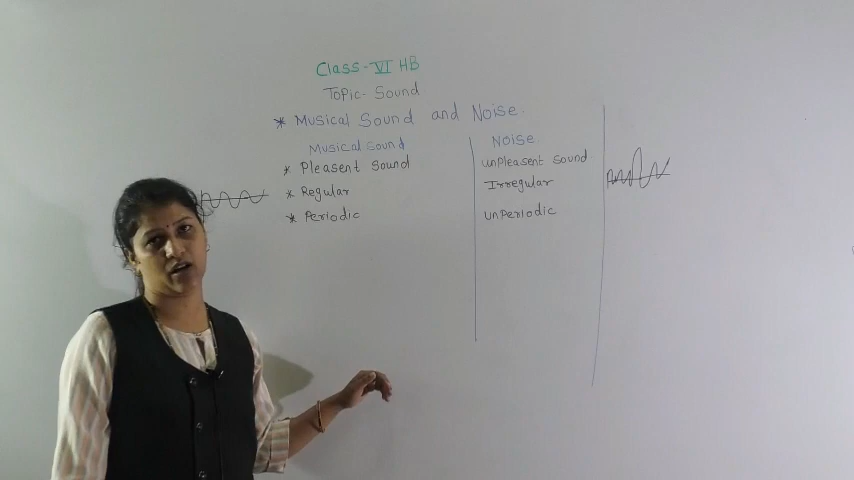 Class-VI HB
Topic- Sound
* Musical Sound and Noise.
Musical Sound
* Pleasent Sound
* Regular
* Periodic
Noise
unPleasent Sound
Irregular
unPeriodic